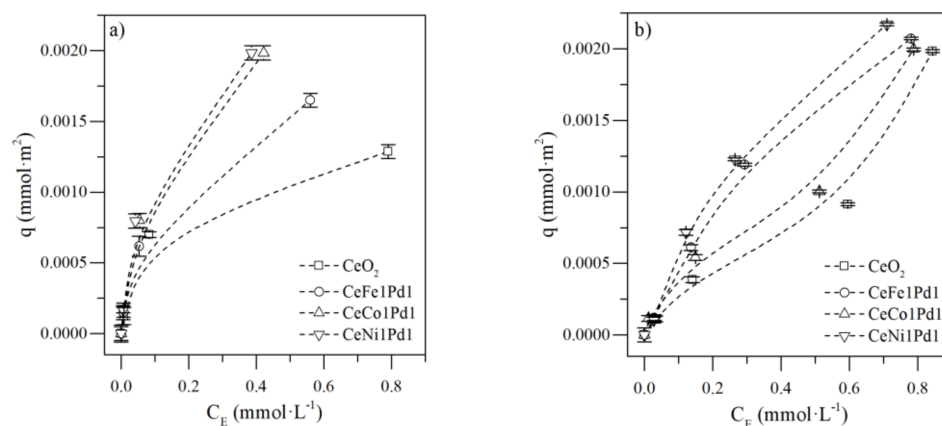 a)
q (mmol·m²)
0.0020
0.0015
0.0010
0.0005
0.0000
CeO₂
CeFe1Pd1
CeCo1Pd1
CeNi1Pd1
0.0 0.2 0.4 0.6 0.8
C_E (mmol·L⁻¹)
b)
q (mmol·m²)
0.0020
0.0015
0.0010
0.0005
0.0000
CeO₂
CeFe1Pd1
CeCo1Pd1
CeNi1Pd1
0.0 0.2 0.4 0.6 0.8
C_E (mmol·L⁻¹)